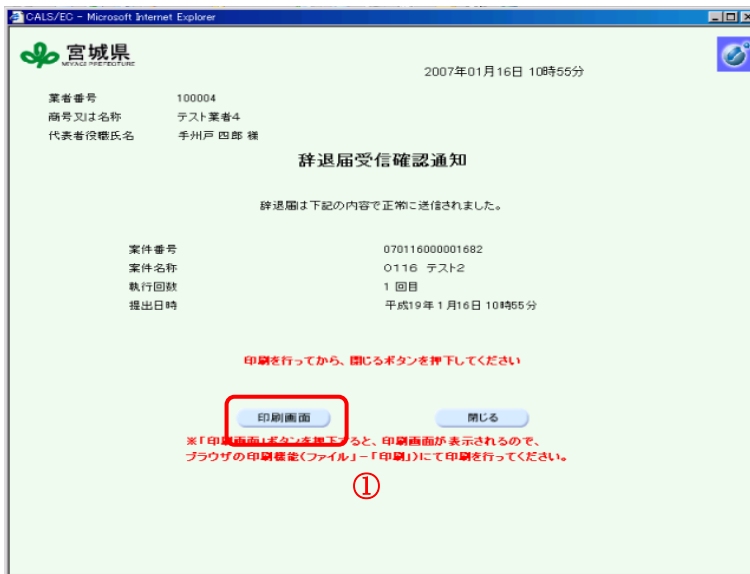 CALS/EC - Microsoft Internet Explorer
宮城県
MIYAGI PREFECTURE
2007年01月16日 10時55分
業者番号 100004
商号又は名称 テスト業者4
代表者役職氏名 手州戸 四郎 様
辞退届受信確認通知
辞退届は下記の内容で正常に送信されました。
案件番号 070116000001682
案件名称 0116 テスト2
執行回数 1 回目
提出日時 平成19年 1月16日 10時55分
印刷を行ってから、閉じるボタンを押下してください
印刷画面 閉じる
※「印刷画面」ボタンを押下すると、印刷画面が表示されるので、
ブラウザの印刷機能(ファイル」-「印刷」)にて印刷を行ってください。
①